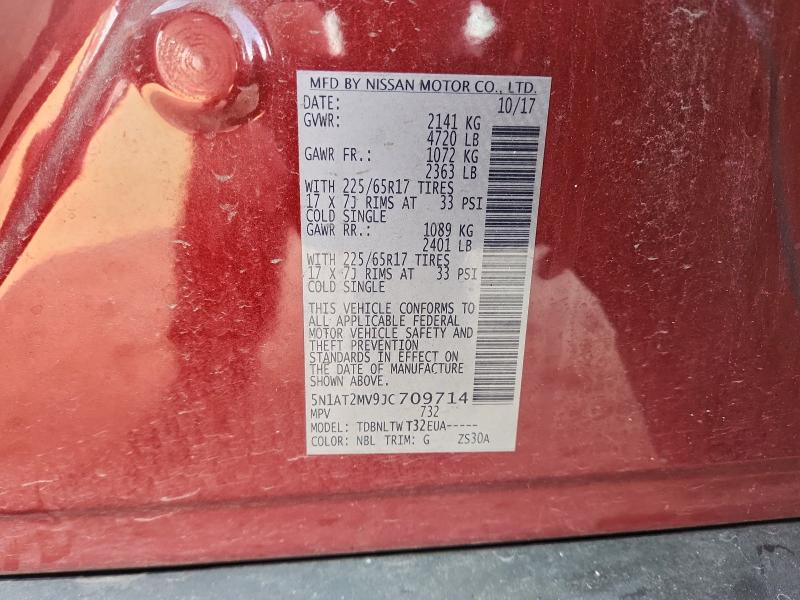 MFD BY NISSAN MOTOR CO., LTD.
DATE: 10/17
GVWR: 2141 KG
4720 LB
GAWR FR.: 1072 KG
2363 LB
WITH 225/65R17 TIRES
17 X 7J RIMS AT 33 PSI
COLD SINGLE
GAWR RR.: 1089 KG
2401 LB
WITH 225/65R17 TIRES
17 X 7J RIMS AT 33 PSI
COLD SINGLE
THIS VEHICLE CONFORMS TO
ALL APPLICABLE FEDERAL
MOTOR VEHICLE SAFETY AND
THEFT PREVENTION
STANDARDS IN EFFECT ON
THE DATE OF MANUFACTURE
SHOWN ABOVE.
5N1AT2MV9JC709714
MPV 732
MODEL: TDBNLTWT32EUA-----
COLOR: NBL TRIM: G ZS30A